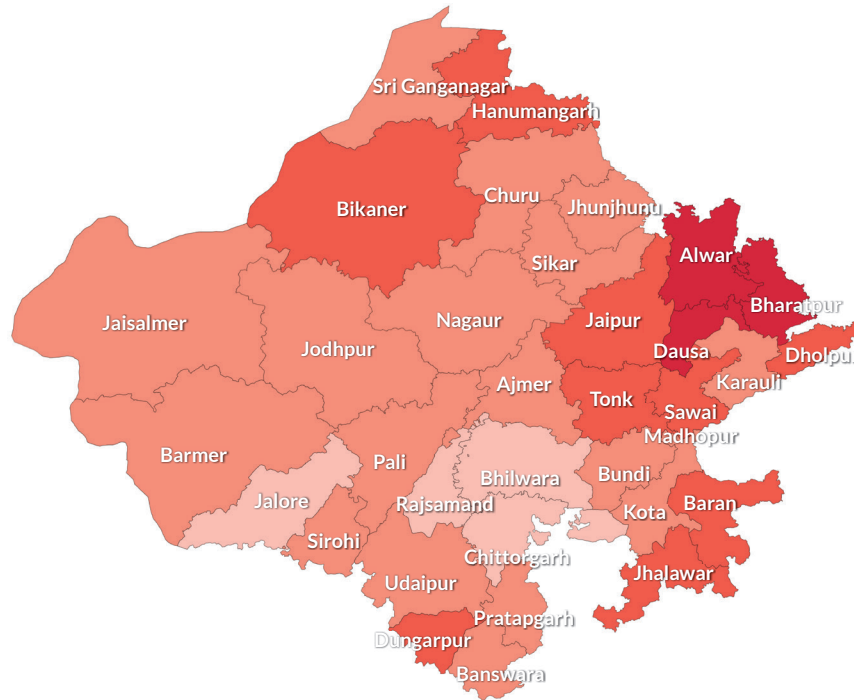 Sri Ganganagar
Hanumangarh
Churu
Jhunjhunu
Bikaner
Alwar
Sikar
Bharatpur
Jaisalmer
Nagaur
Jaipur
Jodhpur
Dausa
Dholpu
Ajmer
Karauli
Tonk
Sawai
Madhopur
Barmer
Pali
Bhilwara
Bundi
Jalore
Rajsamand
Kota
Baran
Sirohi
Chittorgarh
Jhalawar
Udaipur
Pratapgarh
Dungarpur
Banswara